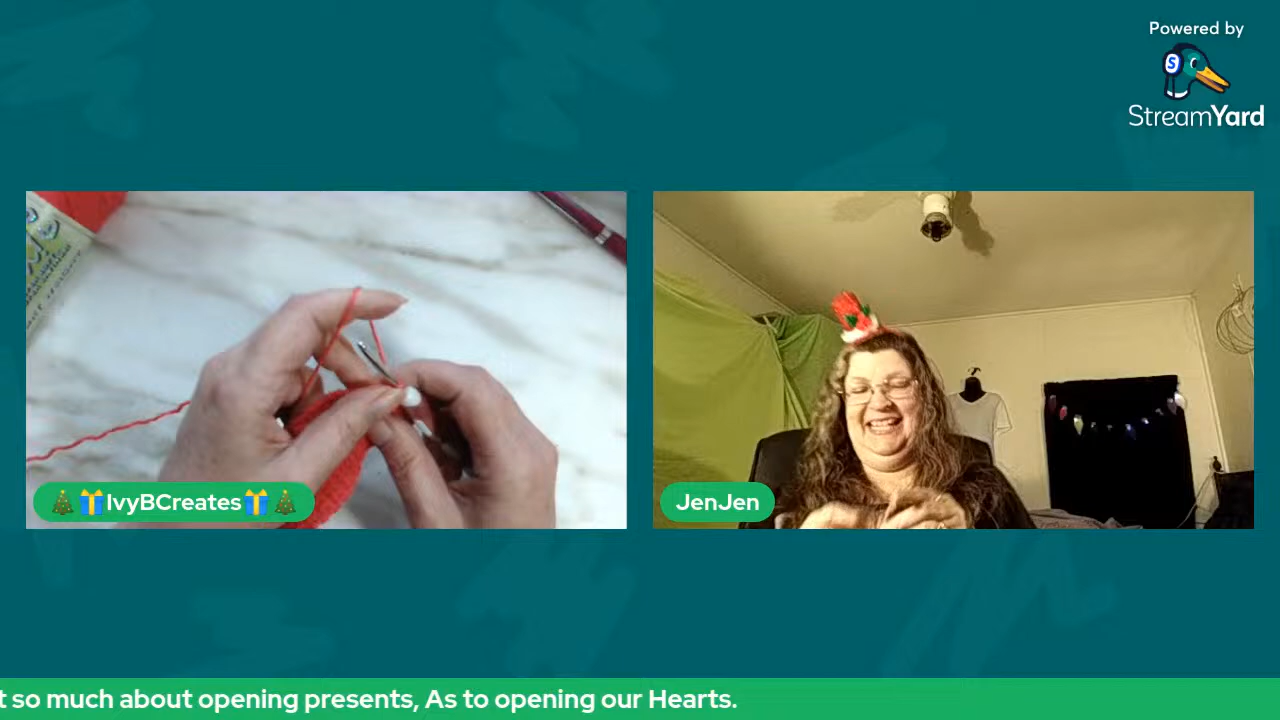 Powered by
S
StreamYard
🎄🎁IvyBCreates🎁🎄
JenJen
t so much about opening presents, As to opening our Hearts.